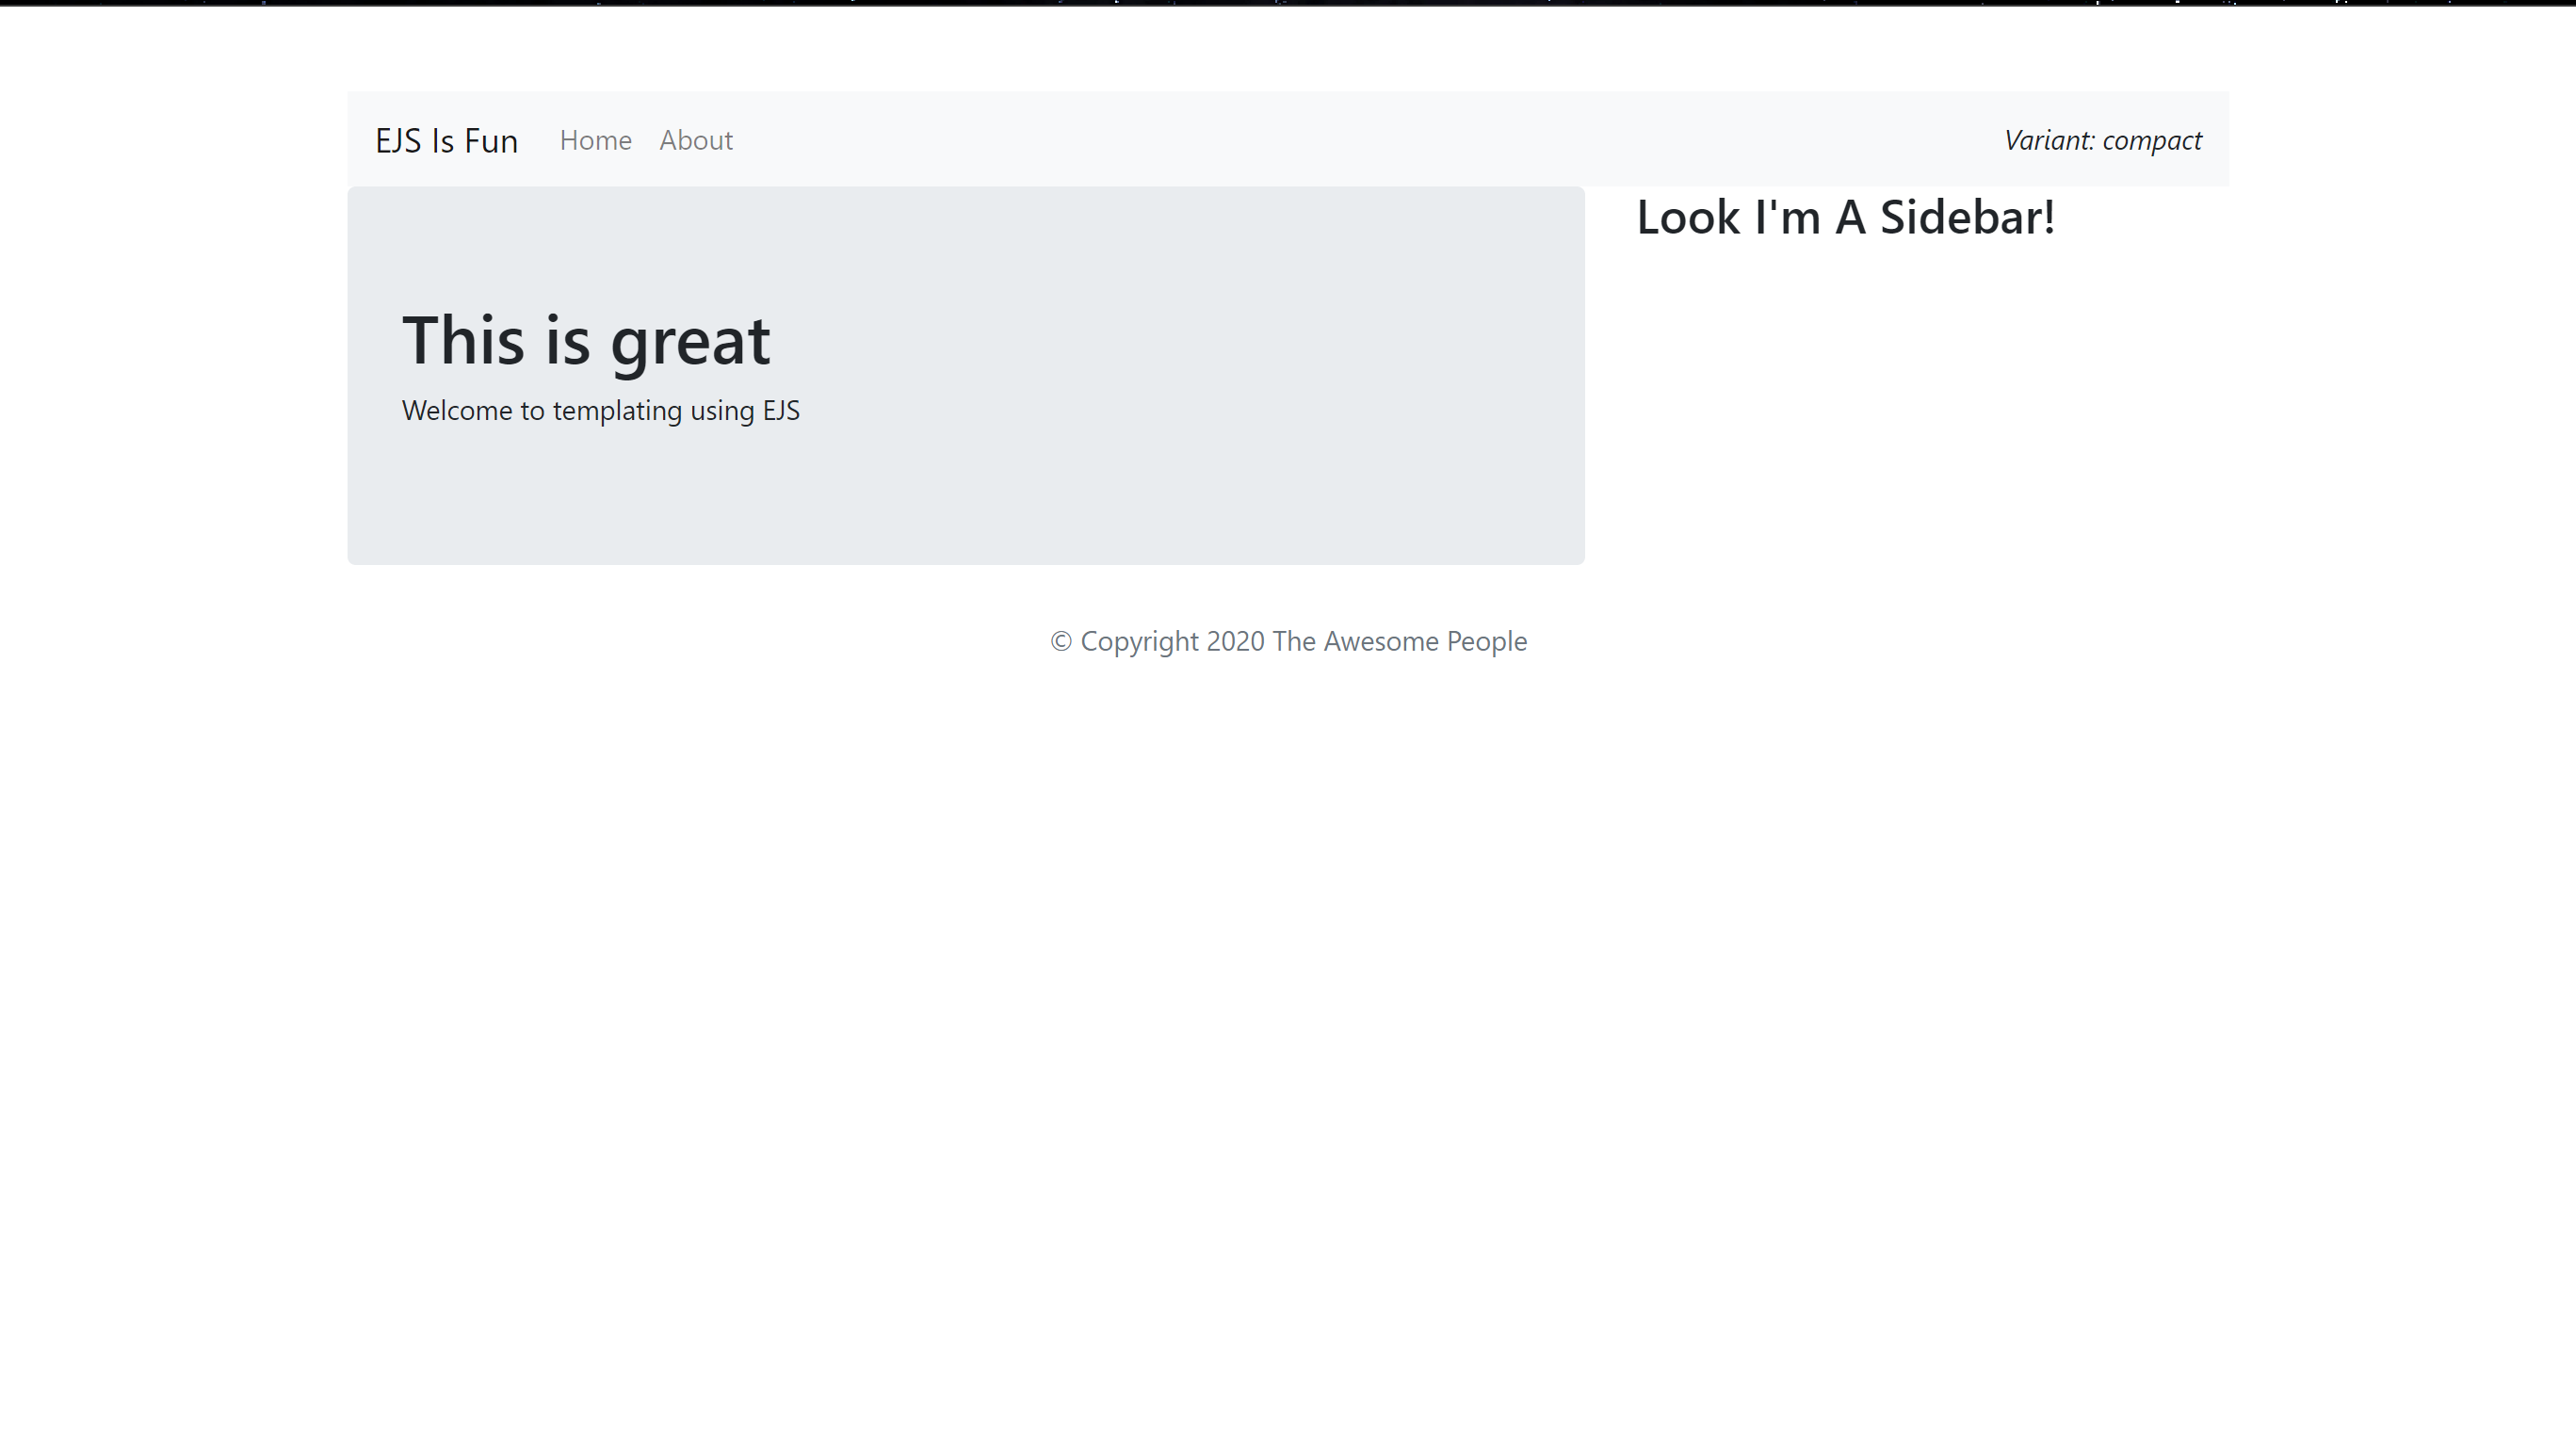 EJS Is Fun Home About Variant: compact
Look I'm A Sidebar!
This is great
Welcome to templating using EJS
© Copyright 2020 The Awesome People